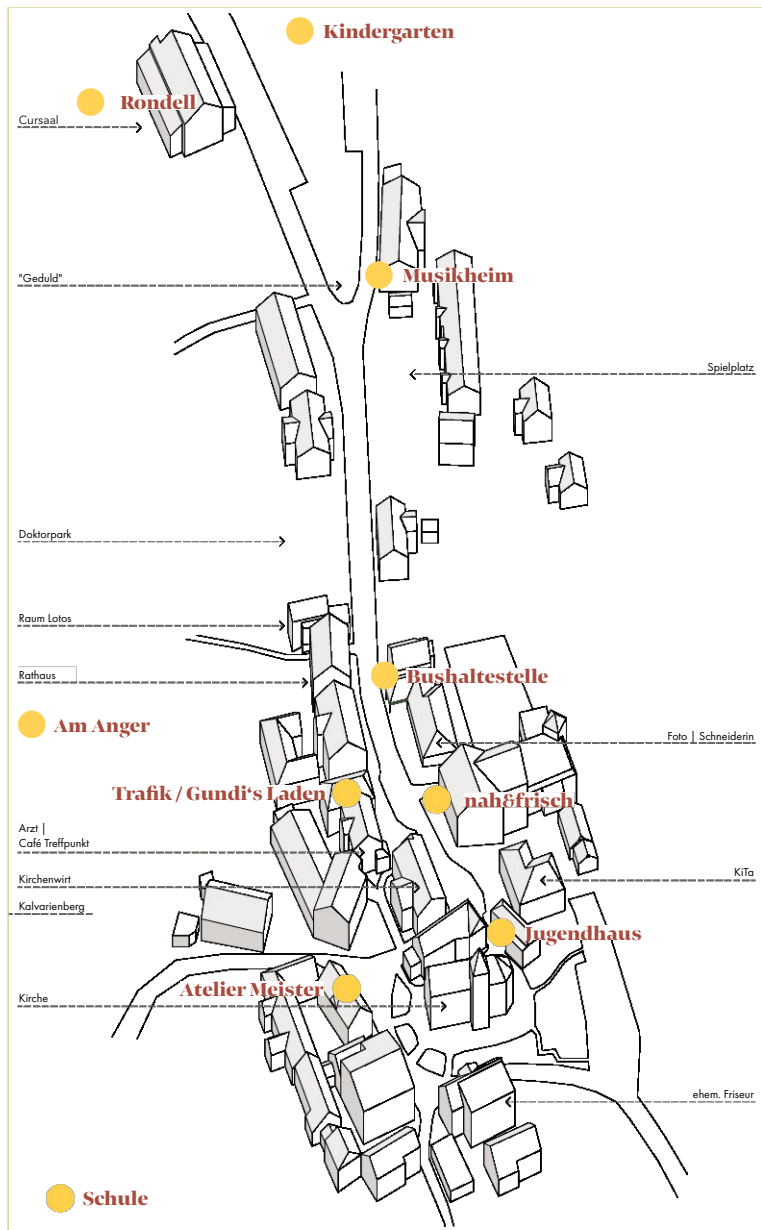 Kindergarten
Rondell
Cursaal
"Geduld"
Musikheim
Spielplatz
Doktorpark
Raum Lotos
Rathaus
Bushaltestelle
Am Anger
Foto | Schneiderin
Trafik / Gundi‘s Laden
nah&frisch
Arzt |
Café Treffpunkt
Kirchenwirt
KiTa
Kalvarienberg
Jugendhaus
Atelier Meister
Kirche
ehem. Friseur
Schule